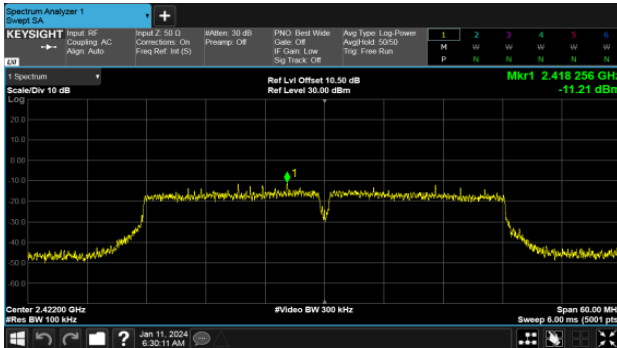 Spectrum Analyzer 1
Swept SA
+
KEYSIGHT
Input: RF
Coupling: AC
Align: Auto
Input Z: 50 Ω
Corrections: On
Freq Ref: Int (S)
#Atten: 30 dB
Preamp: Off
PNO: Best Wide
Gate: Off
IF Gain: Low
Sig Track: Off
Avg Type: Log-Power
Avg|Hold: 50/50
Trig: Free Run
1 2 3 4 5 6
M W W W W W
P N N N N N
LXI
1 Spectrum
Scale/Div 10 dB
Ref Lvl Offset 10.50 dB
Ref Level 30.00 dBm
Mkr1 2.418 256 GHz
-11.21 dBm
Log
20.0
10.0
0.00
-10.0
-20.0
-30.0
-40.0
-50.0
-60.0
1
Center 2.42200 GHz
#Res BW 100 kHz
#Video BW 300 kHz
Span 60.00 MH
Sweep 6.00 ms (5001 pts
?
Jan 11, 2024
6:30:11 AM